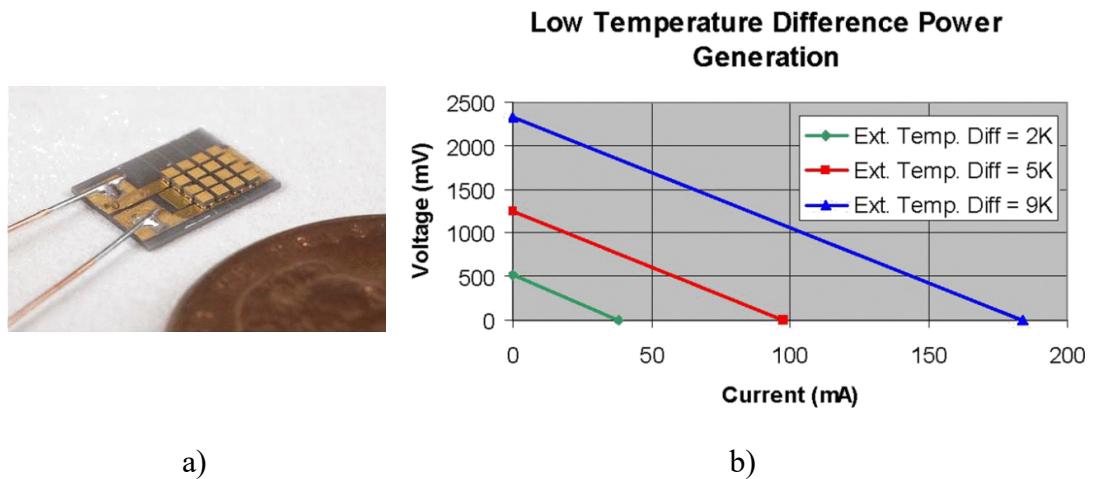 Low Temperature Difference Power
Generation
2500
2000
1500
1000
500
0
Voltage (mV)
Ext. Temp. Diff = 2K
Ext. Temp. Diff = 5K
Ext. Temp. Diff = 9K
0 50 100 150 200
Current (mA)
a) b)